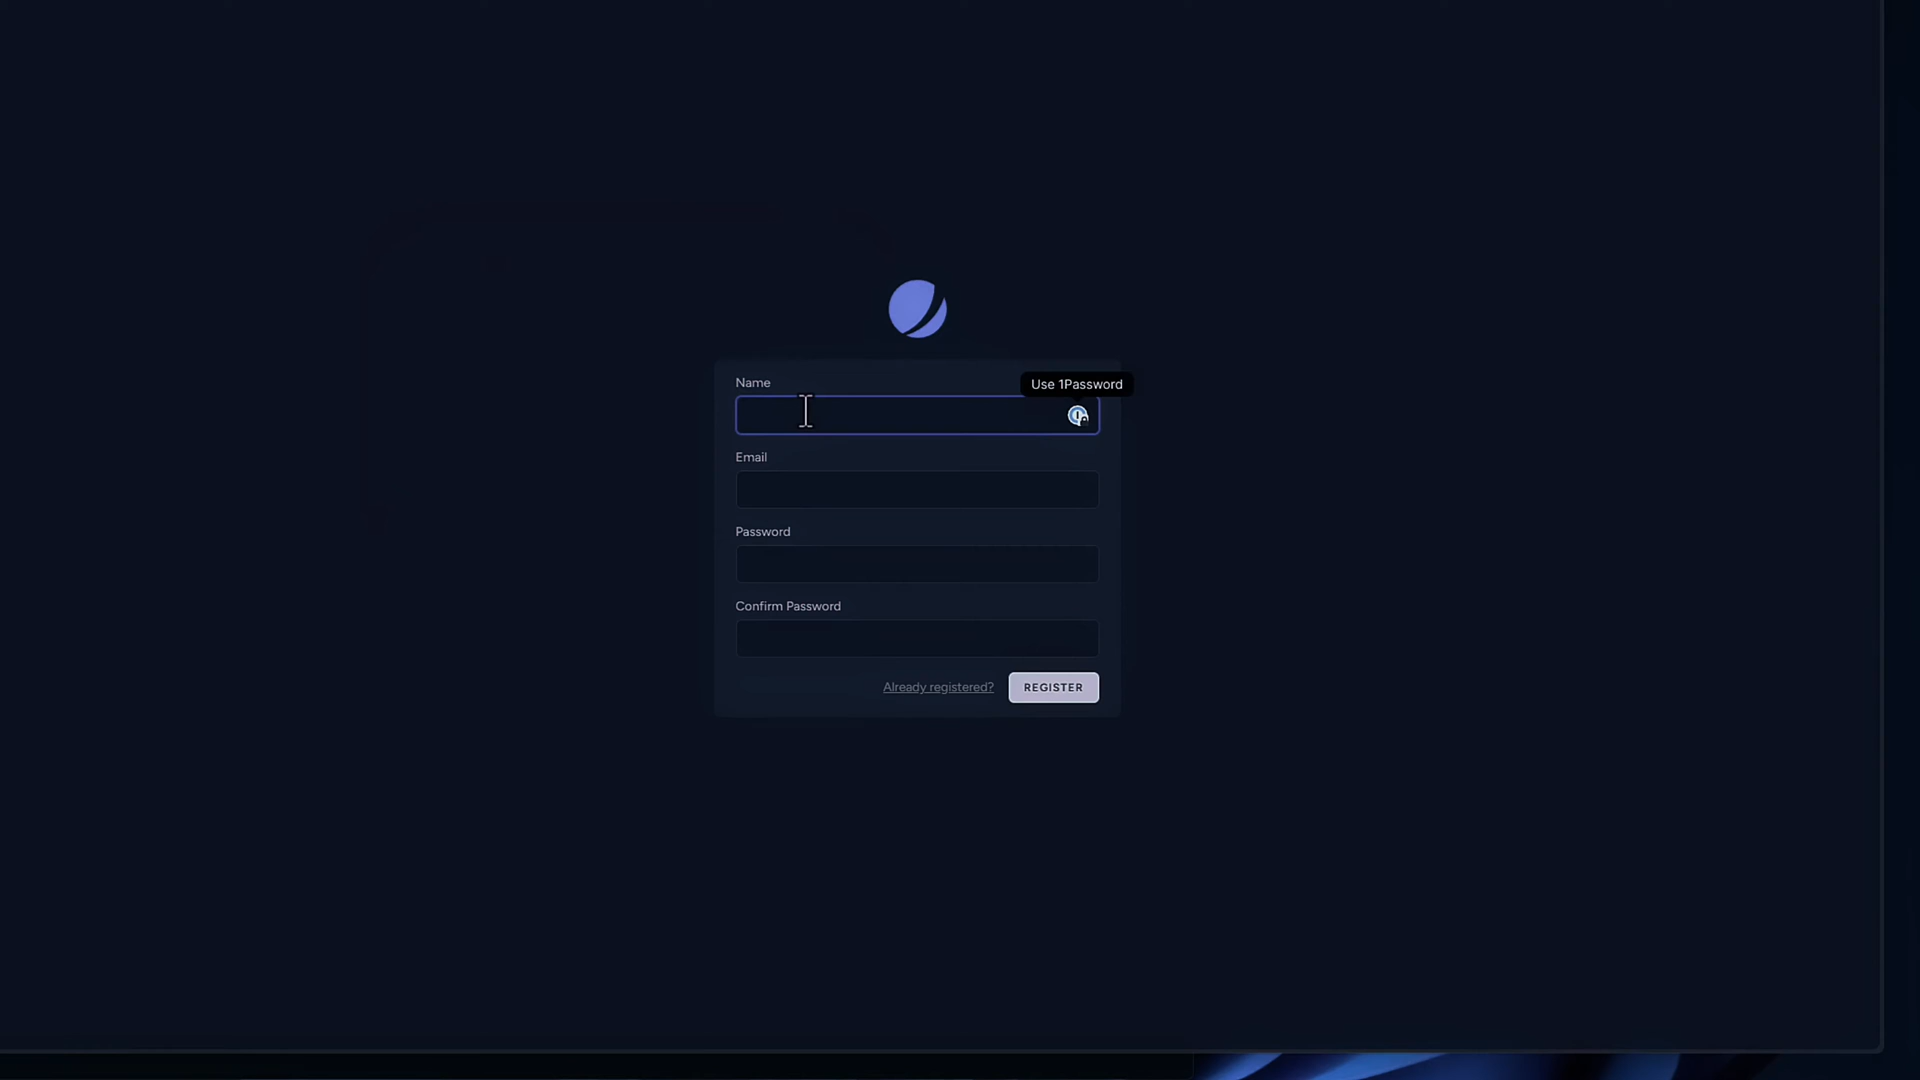 Name
Use 1Password
Email
Password
Confirm Password
Already registered?
REGISTER